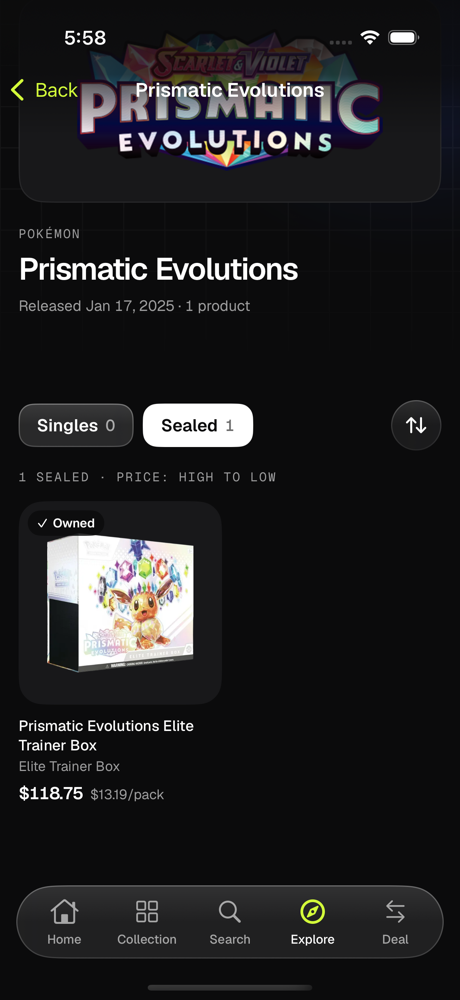 5:58
SCARLET & VIOLET
Back
Prismatic Evolutions
PRISMATIC
EVOLUTIONS
POKÉMON
Prismatic Evolutions
Released Jan 17, 2025 · 1 product
Singles 0
Sealed 1
1 SEALED · PRICE: HIGH TO LOW
Owned
PRISMATIC
EVOLUTIONS
Prismatic Evolutions Elite
Trainer Box
Elite Trainer Box
$118.75 $13.19/pack
Home
Collection
Search
Explore
Deal